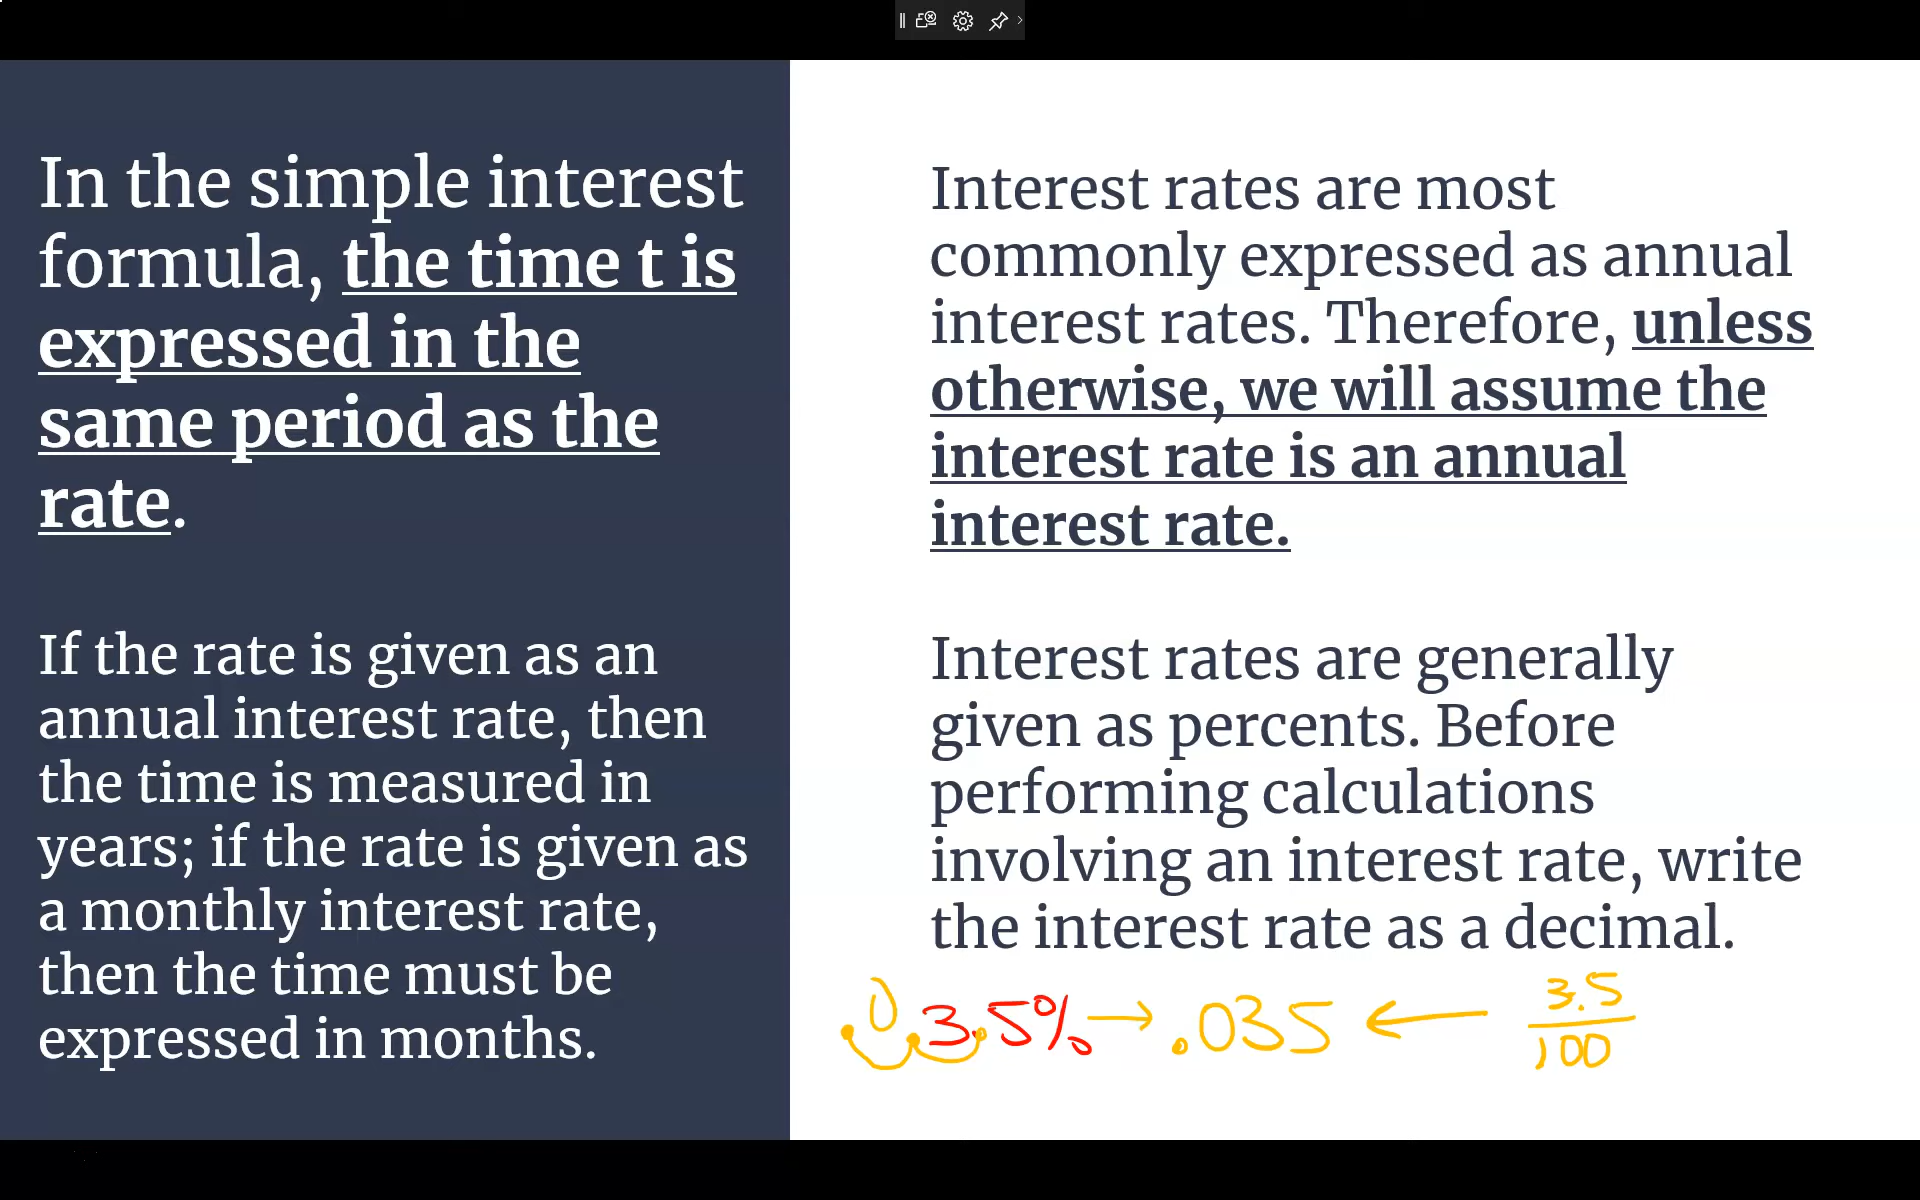 In the simple interest
formula, the time t is
expressed in the
same period as the
rate.
If the rate is given as an
annual interest rate, then
the time is measured in
years; if the rate is given as
a monthly interest rate,
then the time must be
expressed in months.
Interest rates are most
commonly expressed as annual
interest rates. Therefore, unless
otherwise, we will assume the
interest rate is an annual
interest rate.
Interest rates are generally
given as percents. Before
performing calculations
involving an interest rate, write
the interest rate as a decimal.
0 3.5% → .035 ← 3.5/100